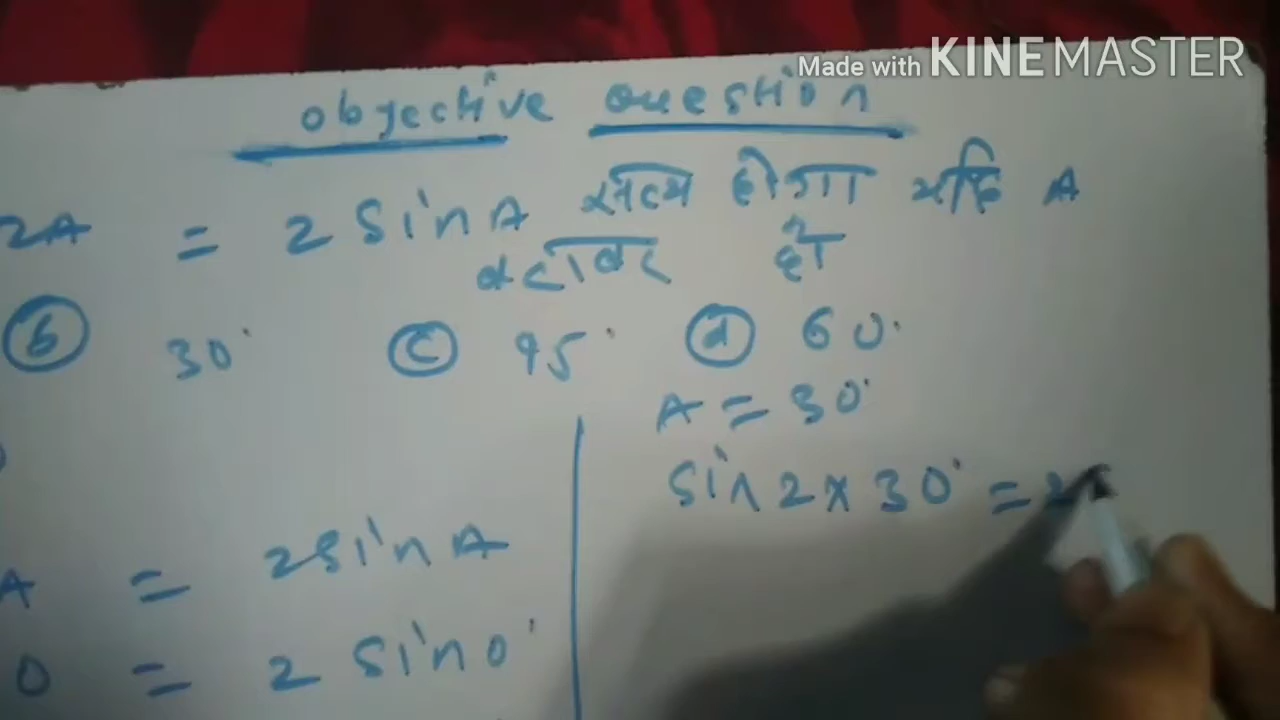 Made with KINEMASTER
objective question
2A = 2 sin A सत्य होगा यदि A
बराबर हो
(b) 30° (c) 45° (d) 60°
A = 30°
sin 2 x 30° = 2
A = 2 sin A
0 = 2 sin 0°